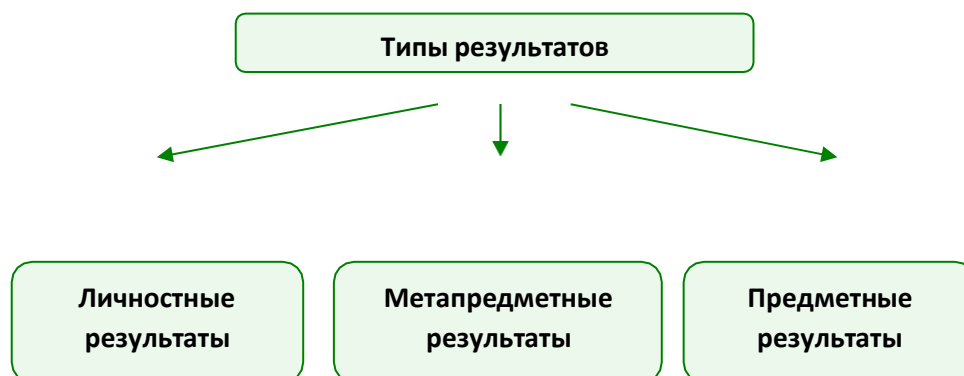 Типы результатов
Личностные
результаты
Метапредметные
результаты
Предметные
результаты